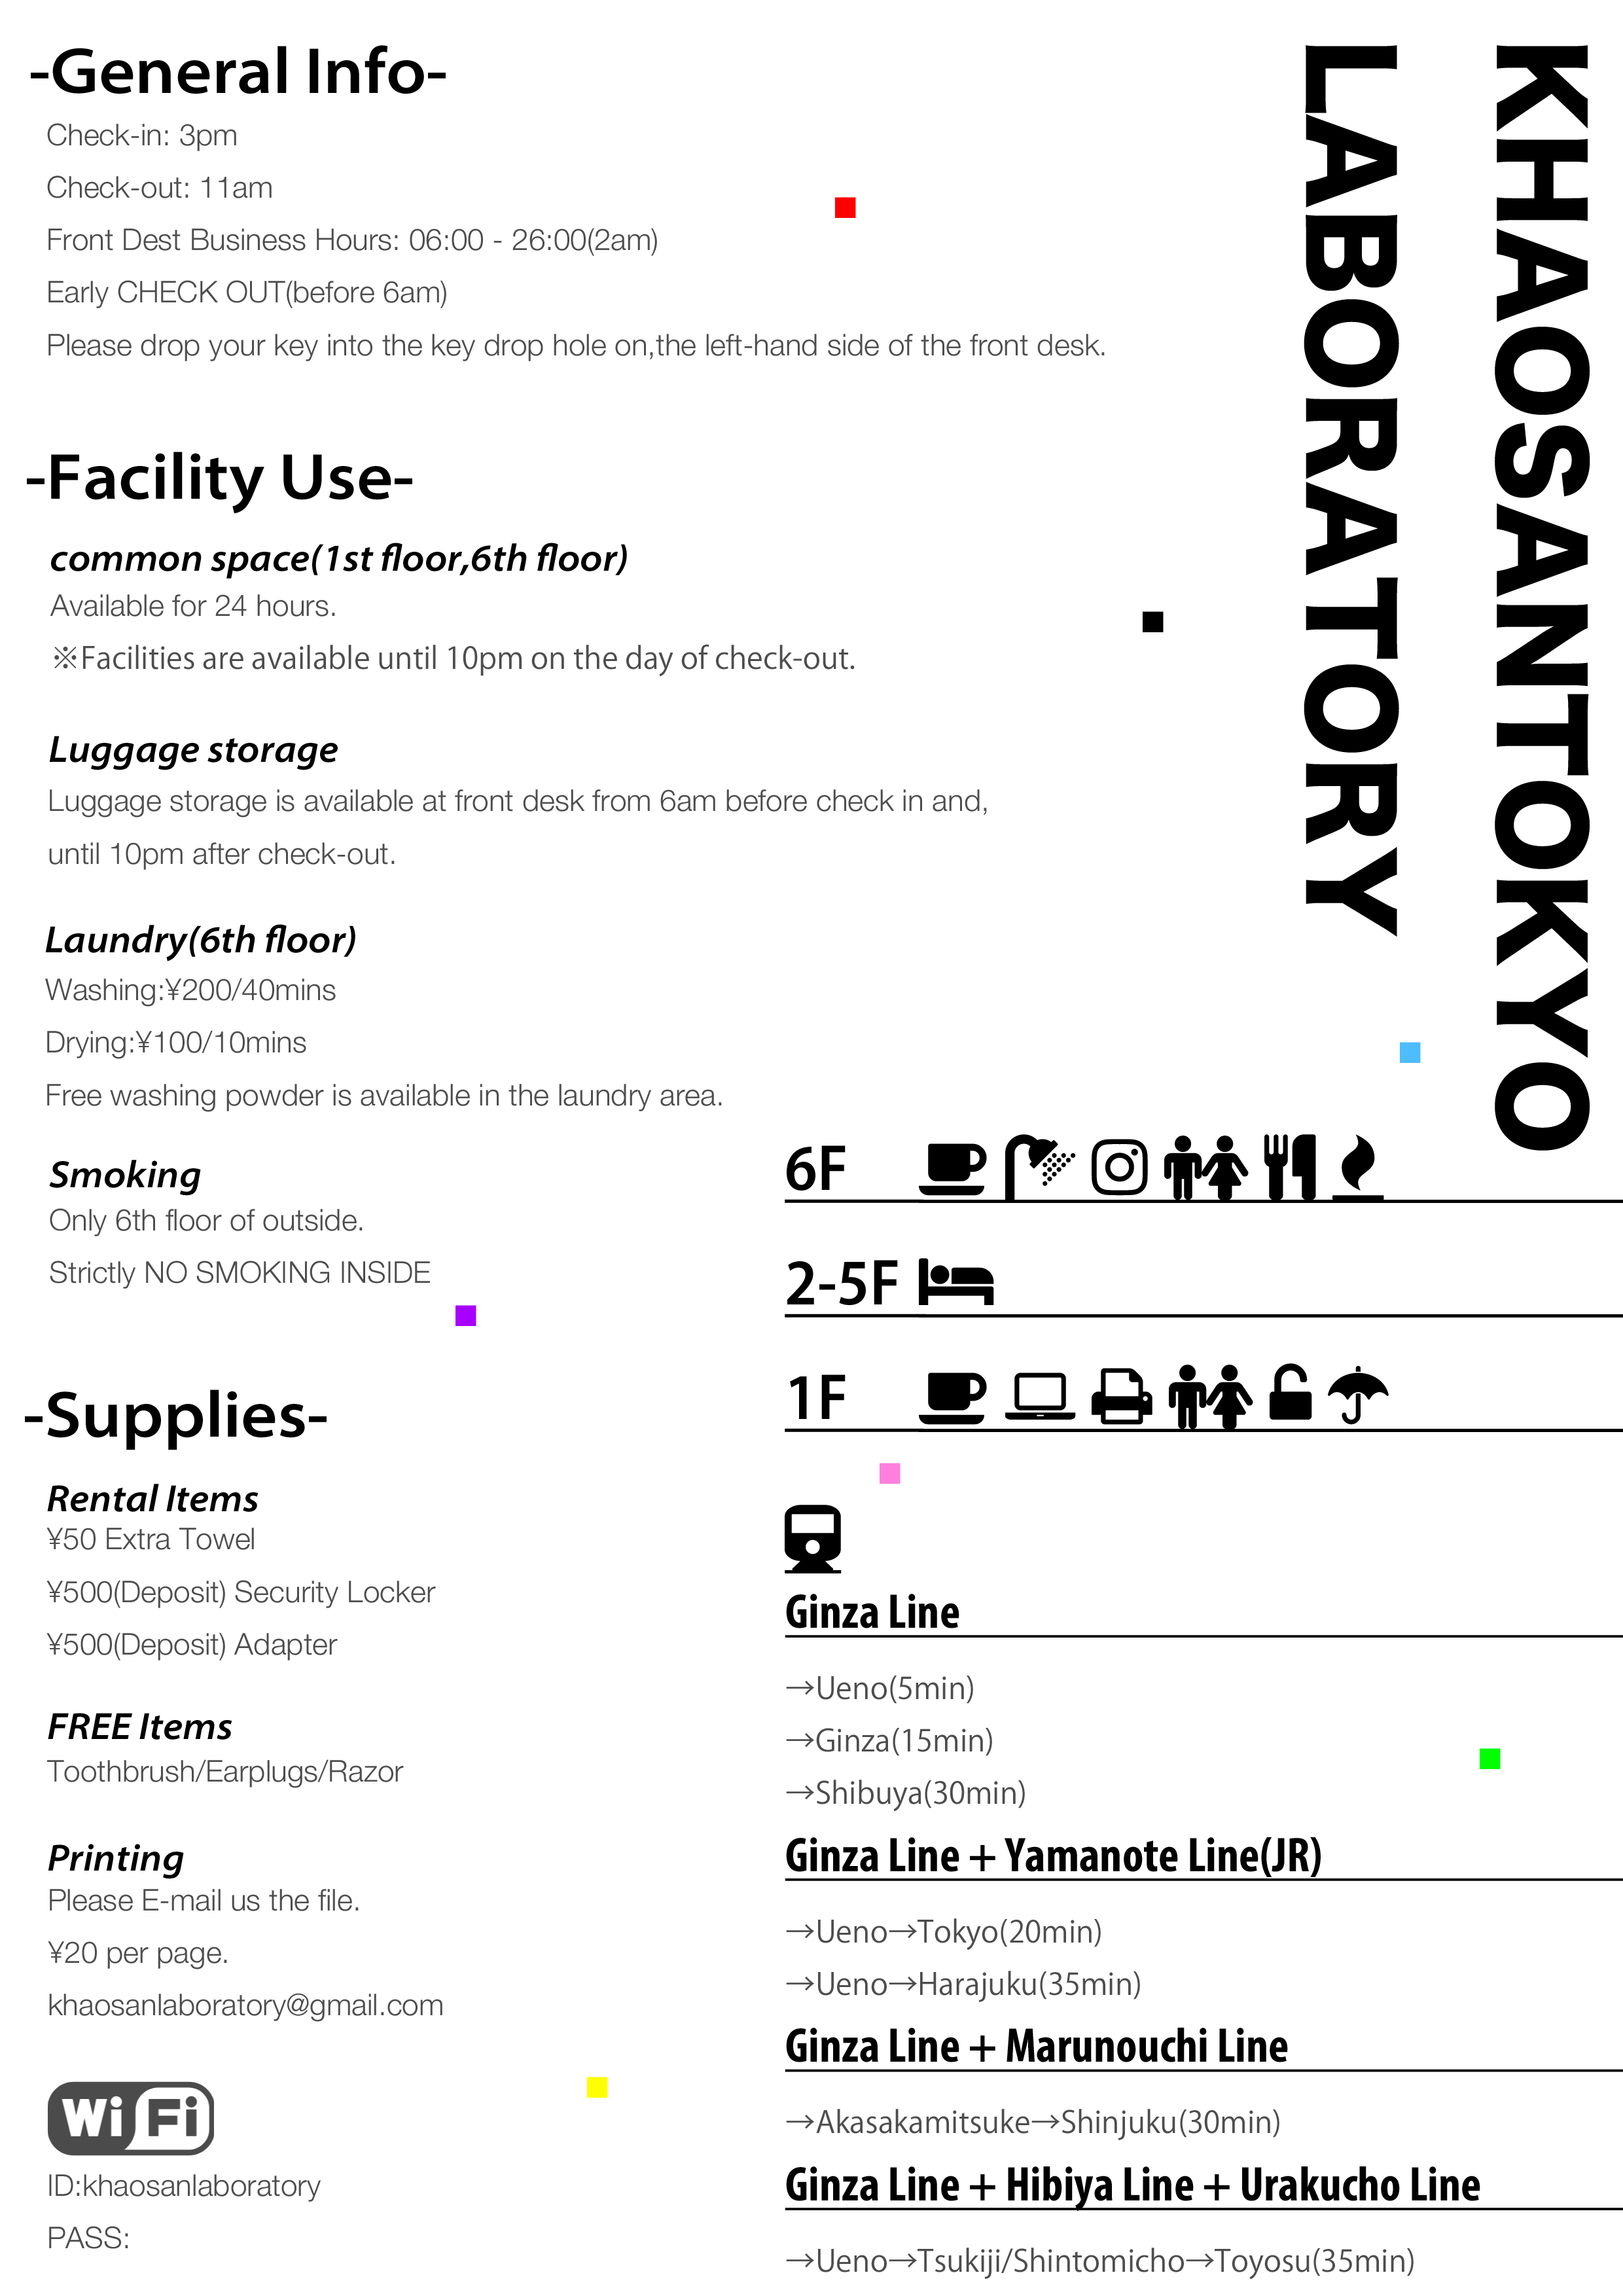 KHAOSANTOKYO
LABORATORY
-General Info-
Check-in: 3pm
Check-out: 11am
Front Dest Business Hours: 06:00 - 26:00(2am)
Early CHECK OUT(before 6am)
Please drop your key into the key drop hole on,the left-hand side of the front desk.
-Facility Use-
common space(1st floor,6th floor)
Available for 24 hours.
※Facilities are available until 10pm on the day of check-out.
Luggage storage
Luggage storage is available at front desk from 6am before check in and,
until 10pm after check-out.
Laundry(6th floor)
Washing:¥200/40mins
Drying:¥100/10mins
Free washing powder is available in the laundry area.
Smoking
Only 6th floor of outside.
Strictly NO SMOKING INSIDE
-Supplies-
Rental Items
¥50 Extra Towel
¥500(Deposit) Security Locker
¥500(Deposit) Adapter
FREE Items
Toothbrush/Earplugs/Razor
Printing
Please E-mail us the file.
¥20 per page.
khaosanlaboratory@gmail.com
Wi Fi
ID:khaosanlaboratory
PASS:
6F
2-5F
1F
Ginza Line
→Ueno(5min)
→Ginza(15min)
→Shibuya(30min)
Ginza Line + Yamanote Line(JR)
→Ueno→Tokyo(20min)
→Ueno→Harajuku(35min)
Ginza Line + Marunouchi Line
→Akasakamitsuke→Shinjuku(30min)
Ginza Line + Hibiya Line + Urakucho Line
→Ueno→Tsukiji/Shintomicho→Toyosu(35min)